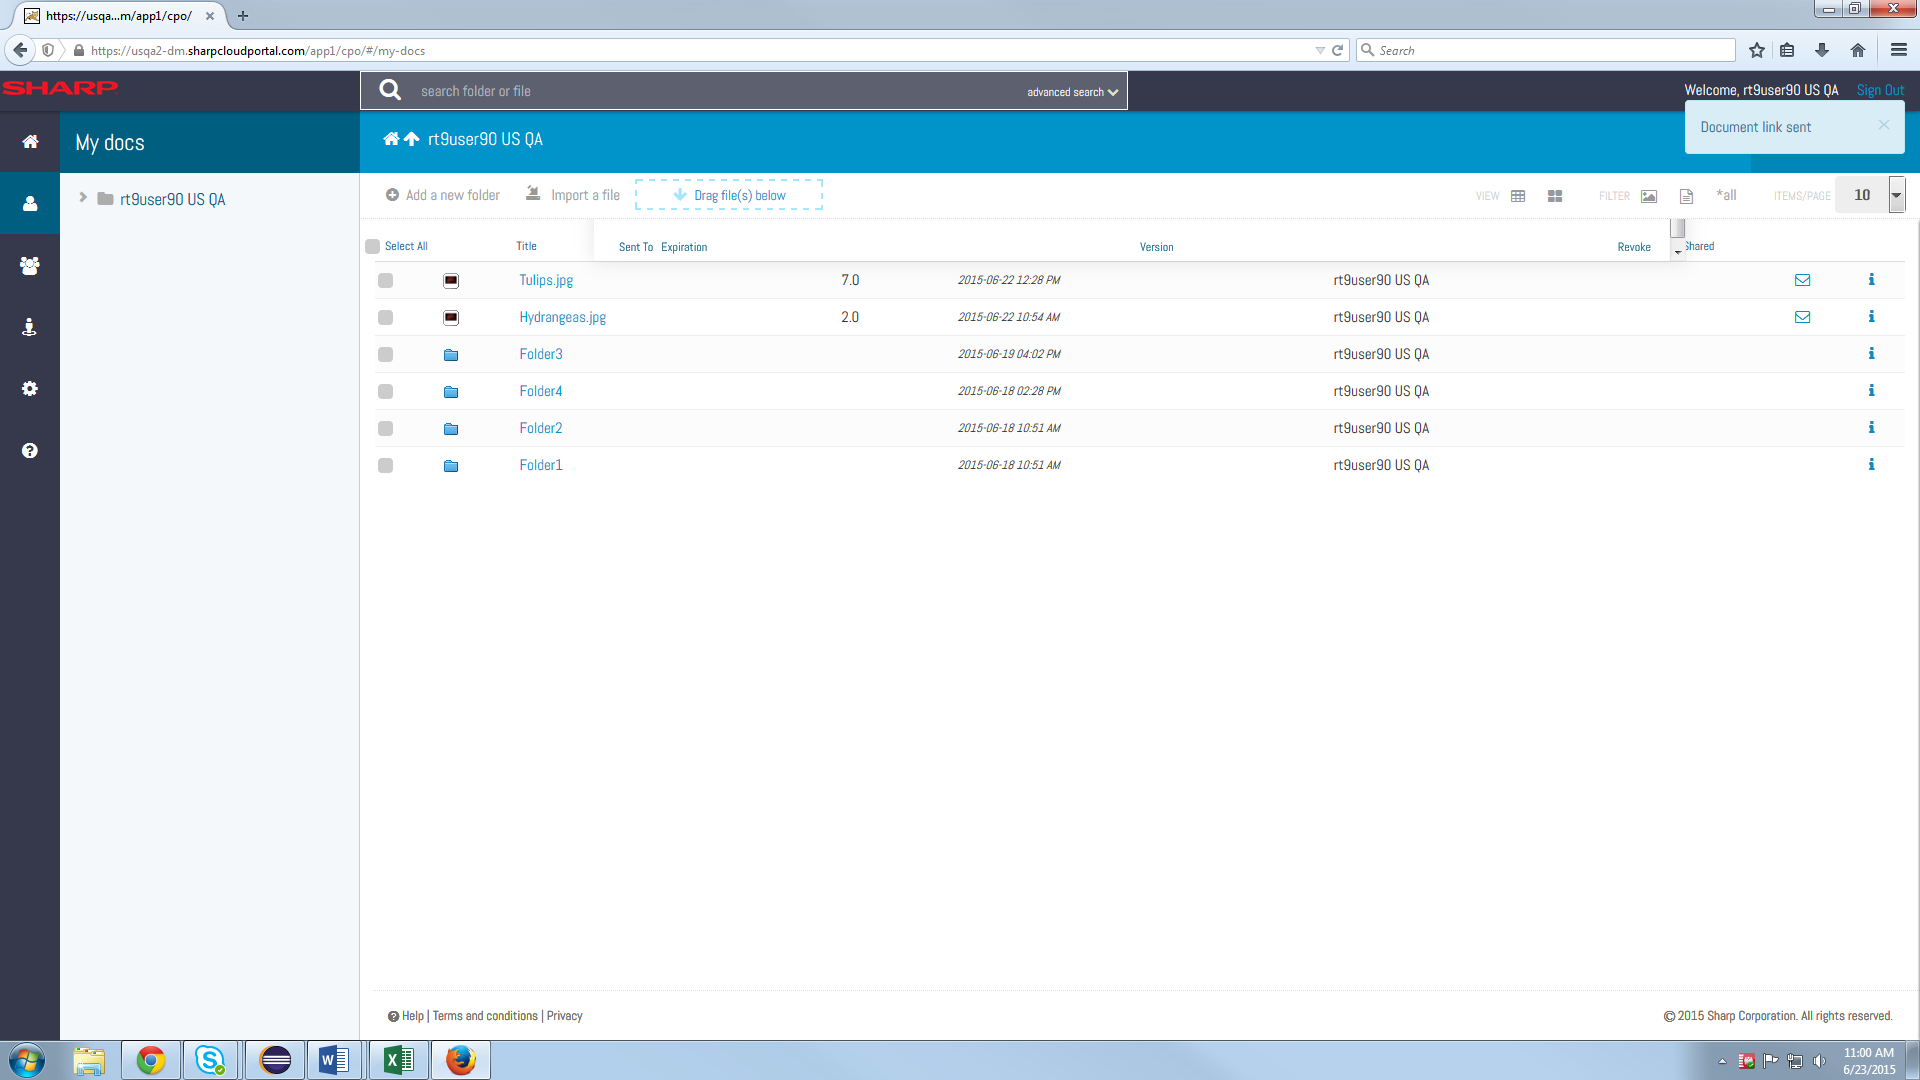 https://usqa...m/app1/cpo/
https://usqa2-dm.sharpcloudportal.com/app1/cpo/#/my-docs
Search
SHARP
search folder or file
advanced search
Welcome, rt9user90 US QA
Sign Out
Document link sent
My docs
rt9user90 US QA
rt9user90 US QA
Add a new folder
Import a file
Drag file(s) below
VIEW
FILTER
*all
ITEMS/PAGE
10
Select All
Title
Sent To
Expiration
Version
Revoke
Shared
Tulips.jpg 7.0 2015-06-22 12:28 PM rt9user90 US QA
Hydrangeas.jpg 2.0 2015-06-22 10:54 AM rt9user90 US QA
Folder3 2015-06-19 04:02 PM rt9user90 US QA
Folder4 2015-06-18 02:28 PM rt9user90 US QA
Folder2 2015-06-18 10:51 AM rt9user90 US QA
Folder1 2015-06-18 10:51 AM rt9user90 US QA
Help | Terms and conditions | Privacy
© 2015 Sharp Corporation. All rights reserved.
11:00 AM
6/23/2015